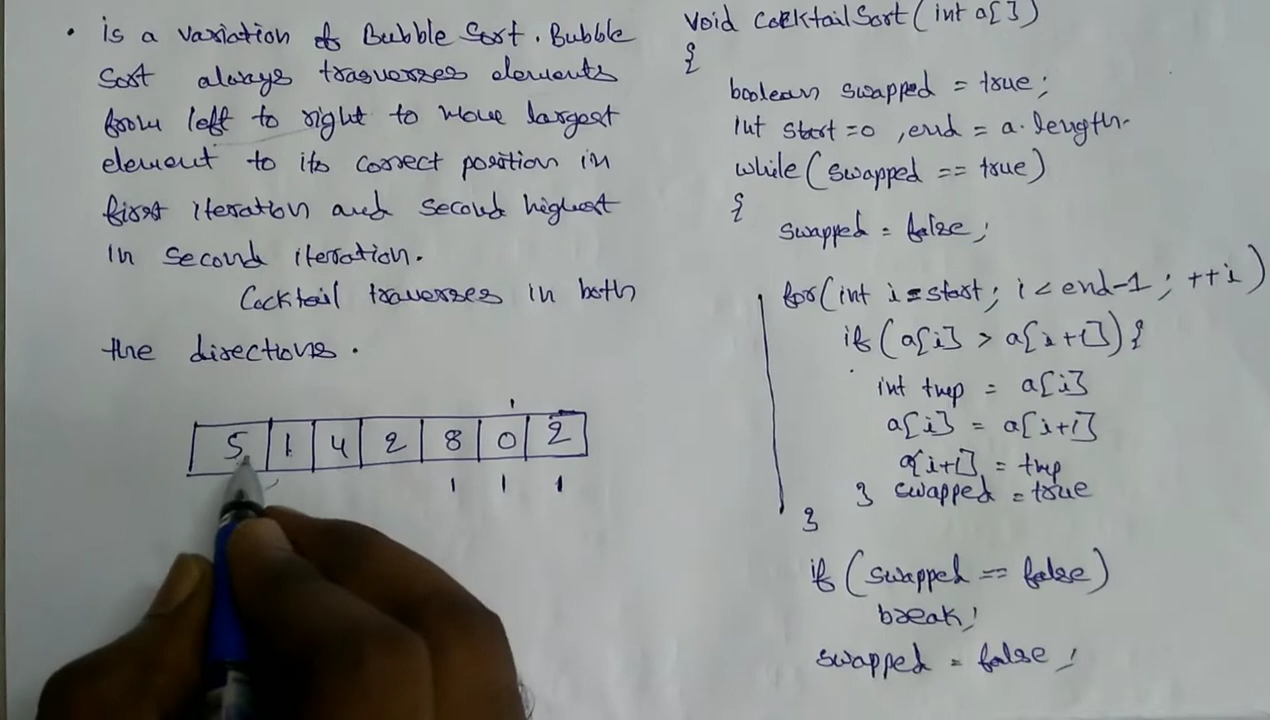 • is a variation of Bubble Sort. Bubble
Sort always traverses elements
from left to right to move largest
element to its correct position in
first iteration and second highest
in second iteration.
Cocktail traverses in both
the directions.
5 1 4 2 8 0 2
void CocktailSort(int a[])
{
boolean swapped = true;
int start=0, end = a.length.
while(swapped == true)
{
swapped = false;
for(int i=start; i<end-1; ++i)
if(a[i] > a[i+1]){
int tmp = a[i]
a[i] = a[i+1]
a[i+1] = tmp
} swapped = true
}
if(swapped == false)
break;
swapped = false;